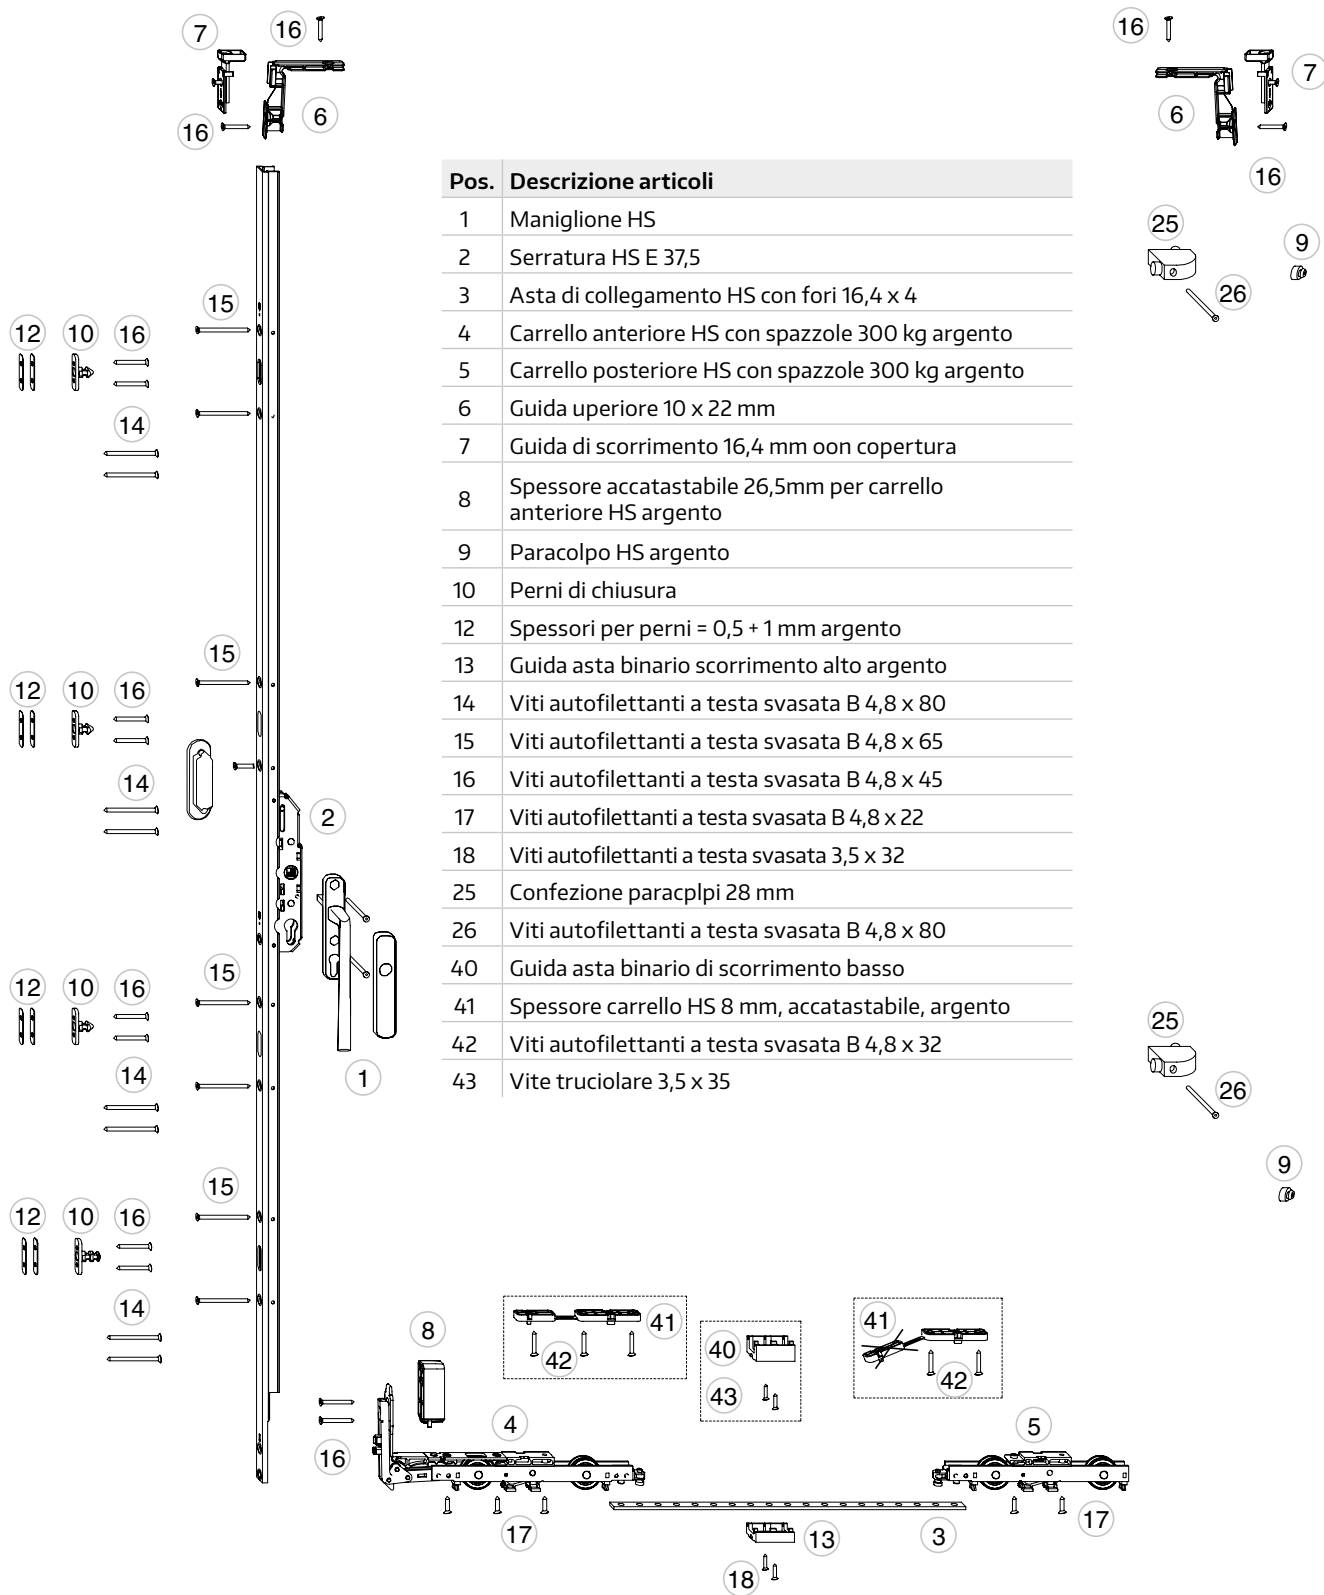 7 16 16 7
16 6 6 16
Pos. Descrizione articoli
1 Maniglione HS
2 Serratura HS E 37,5
3 Asta di collegamento HS con fori 16,4 x 4
4 Carrello anteriore HS con spazzole 300 kg argento
5 Carrello posteriore HS con spazzole 300 kg argento
6 Guida uperiore 10 x 22 mm
7 Guida di scorrimento 16,4 mm oon copertura
8 Spessore accatastabile 26,5mm per carrello
anteriore HS argento
9 Paracolpo HS argento
10 Perni di chiusura
12 Spessori per perni = 0,5 + 1 mm argento
13 Guida asta binario scorrimento alto argento
14 Viti autofilettanti a testa svasata B 4,8 x 80
15 Viti autofilettanti a testa svasata B 4,8 x 65
16 Viti autofilettanti a testa svasata B 4,8 x 45
17 Viti autofilettanti a testa svasata B 4,8 x 22
18 Viti autofilettanti a testa svasata 3,5 x 32
25 Confezione paracplpi 28 mm
26 Viti autofilettanti a testa svasata B 4,8 x 80
40 Guida asta binario di scorrimento basso
41 Spessore carrello HS 8 mm, accatastabile, argento
42 Viti autofilettanti a testa svasata B 4,8 x 32
43 Vite truciolare 3,5 x 35
25 9
26
15
12 10 16
14
15
12 10 16
14
2
15
12 10 16
14
1
25
26
9
15
12 10 16
14
8
41
42
40
43
41
42
16
4
5
17
13
18
3
17